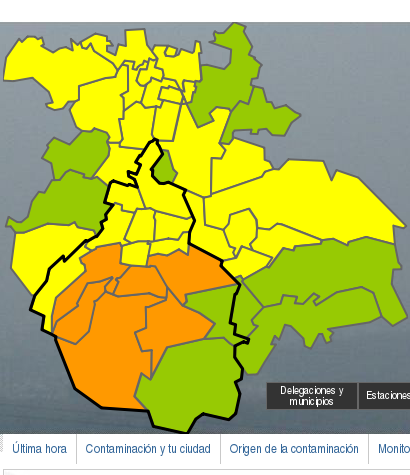 Delegaciones y
municipios
Estaciones
Última hora
Contaminación y tu ciudad
Origen de la contaminación
Monito